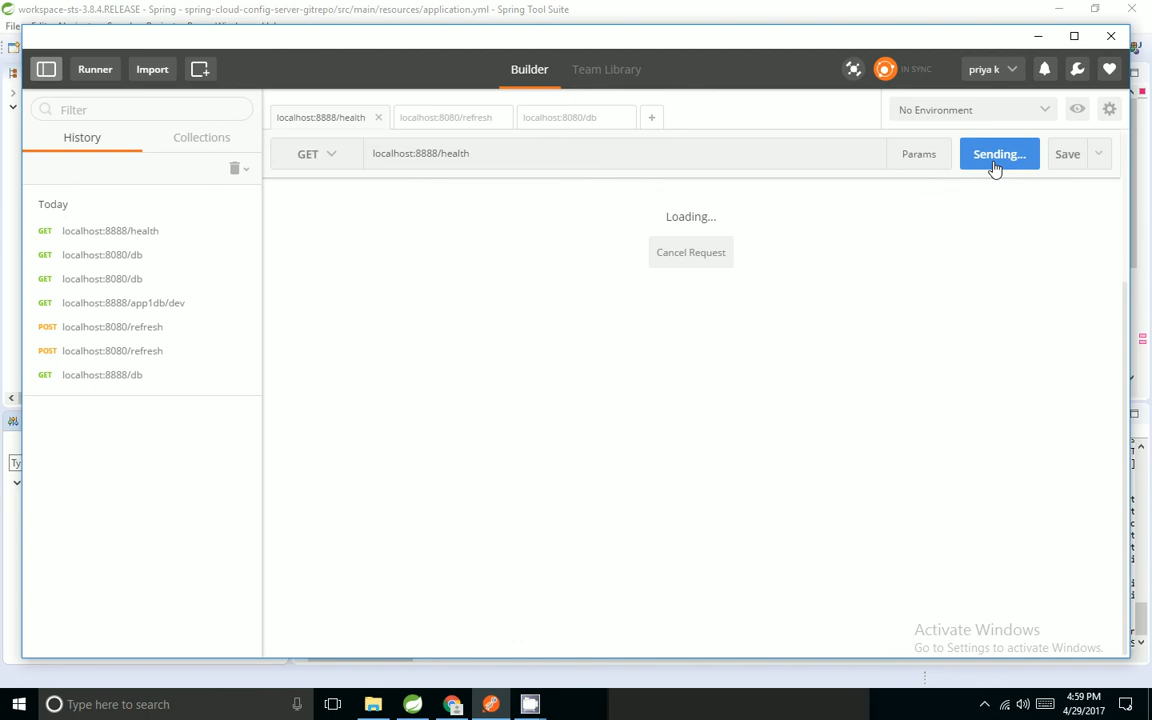 workspace-sts-3.8.4.RELEASE - Spring - spring-cloud-config-server-gitrepo/src/main/resources/application.yml - Spring Tool Suite
File
Runner
Import
Builder
Team Library
IN SYNC
priya k
Filter
History
Collections
localhost:8888/health
localhost:8080/refresh
localhost:8080/db
+
No Environment
GET
localhost:8888/health
Params
Sending...
Save
Loading...
Cancel Request
Today
GET localhost:8888/health
GET localhost:8080/db
GET localhost:8080/db
GET localhost:8888/app1db/dev
POST localhost:8080/refresh
POST localhost:8080/refresh
GET localhost:8888/db
Ty
Activate Windows
Go to Settings to activate Windows.
Type here to search
4:59 PM
4/29/2017